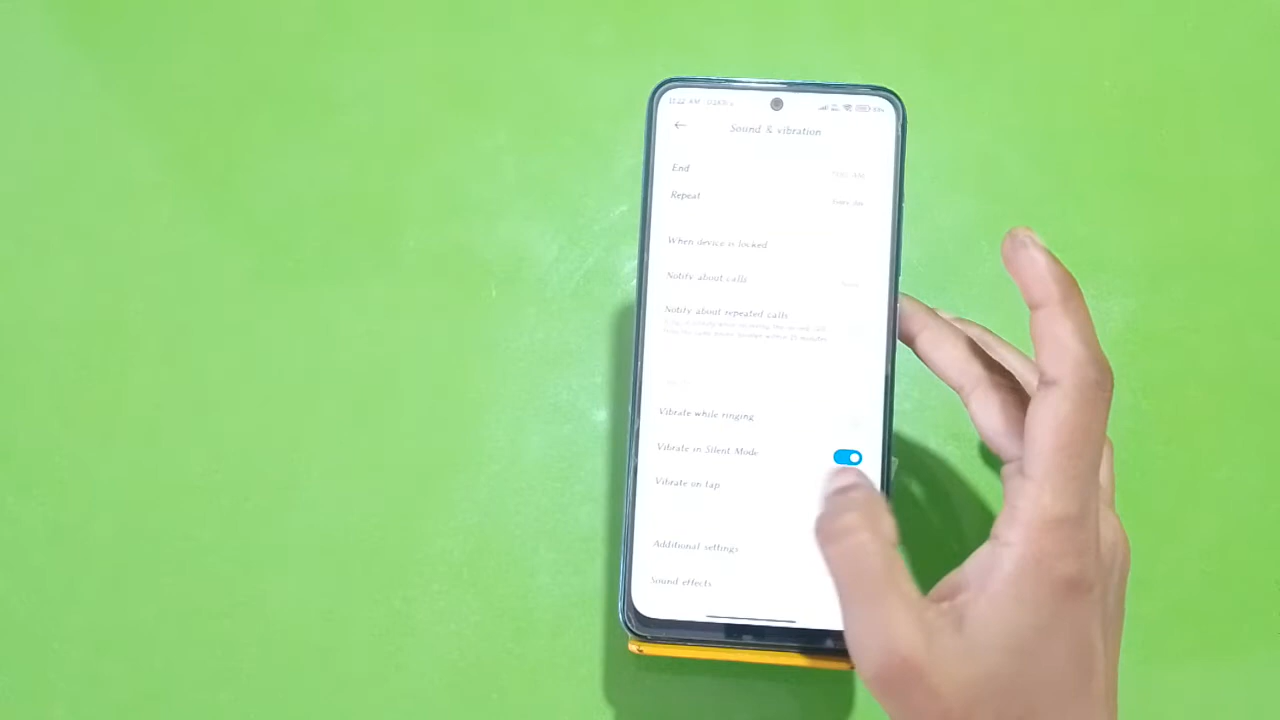 Sound & vibration
End
Repeat
When device is locked
Notify about calls
Notify about repeated calls
Vibrate while ringing
Vibrate in Silent Mode
Vibrate on tap
Additional settings
Sound effects